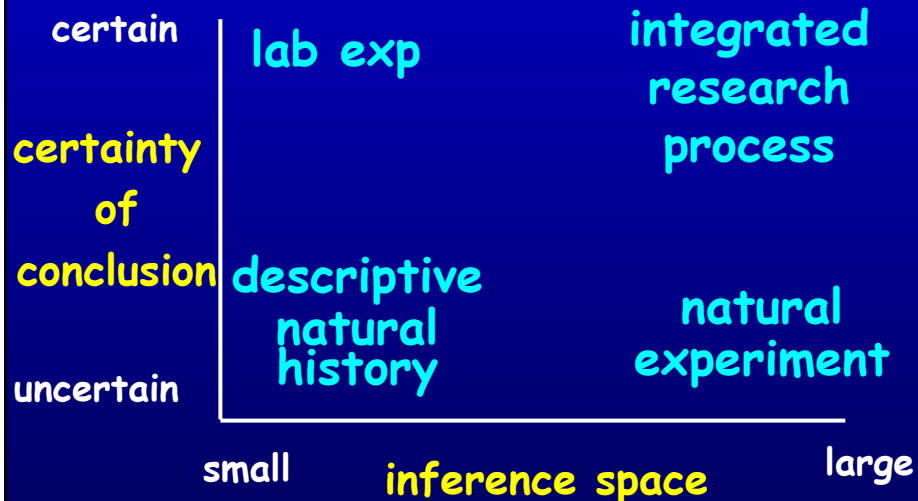 certain
lab exp
integrated
research
process
certainty
of
conclusion
descriptive
natural
history
natural
experiment
uncertain
small
inference space
large